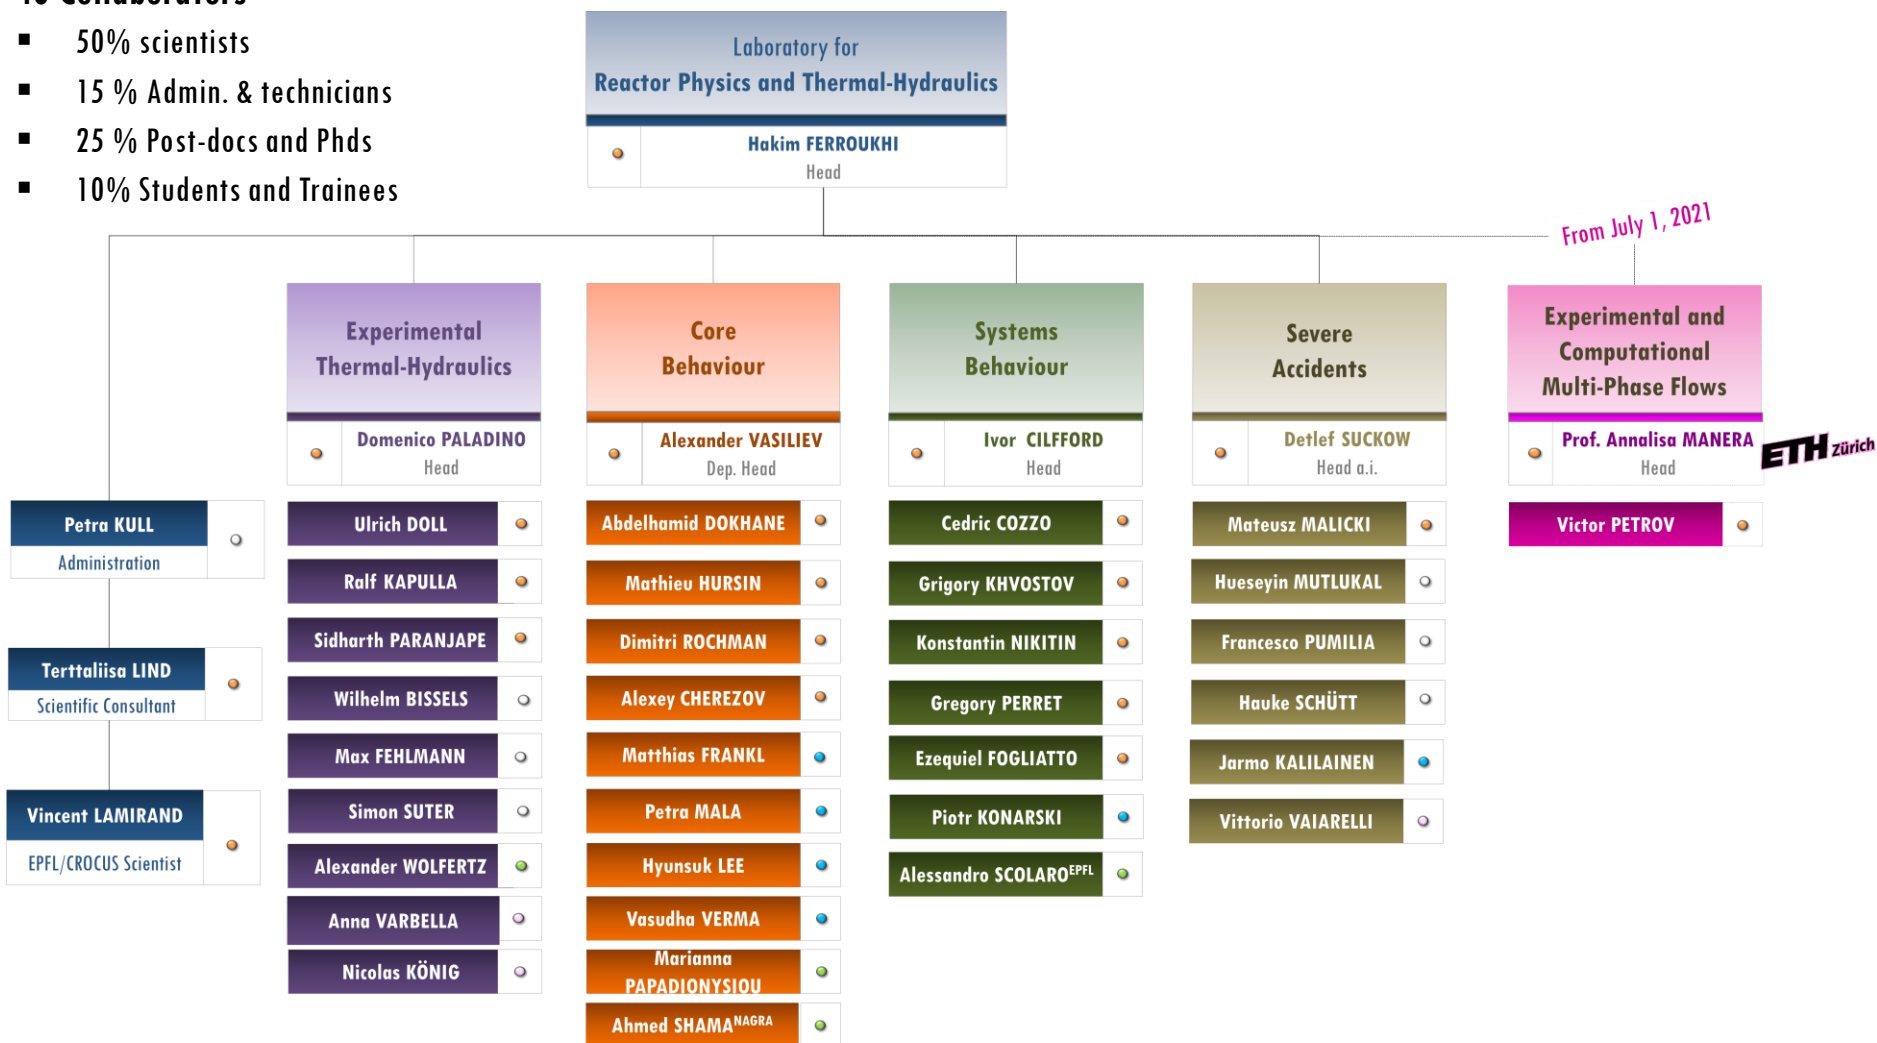 50% scientists
15 % Admin. & technicians
25 % Post-docs and Phds
10% Students and Trainees
Laboratory for
Reactor Physics and Thermal-Hydraulics
Hakim FERROUKHI
Head
From July 1, 2021
Petra KULL
Administration
Terttaliisa LIND
Scientific Consultant
Vincent LAMIRAND
EPFL/CROCUS Scientist
Experimental
Thermal-Hydraulics
Domenico PALADINO
Head
Ulrich DOLL
Ralf KAPULLA
Sidharth PARANJAPE
Wilhelm BISSELS
Max FEHLMANN
Simon SUTER
Alexander WOLFERTZ
Anna VARBELLA
Nicolas KÖNIG
Core
Behaviour
Alexander VASILIEV
Dep. Head
Abdelhamid DOKHANE
Mathieu HURSIN
Dimitri ROCHMAN
Alexey CHEREZOV
Matthias FRANKL
Petra MALA
Hyunsuk LEE
Vasudha VERMA
Marianna
PAPADIONYSIOU
Ahmed SHAMA NAGRA
Systems
Behaviour
Ivor CILFFORD
Head
Cedric COZZO
Grigory KHVOSTOV
Konstantin NIKITIN
Gregory PERRET
Ezequiel FOGLIATTO
Piotr KONARSKI
Alessandro SCOLARO EPFL
Severe
Accidents
Detlef SUCKOW
Head a.i.
Mateusz MALICKI
Hueseyin MUTLUKAL
Francesco PUMILIA
Hauke SCHÜTT
Jarmo KALILAINEN
Vittorio VAIARELLI
Experimental and
Computational
Multi-Phase Flows
Prof. Annalisa MANERA
Head
ETH Zürich
Victor PETROV